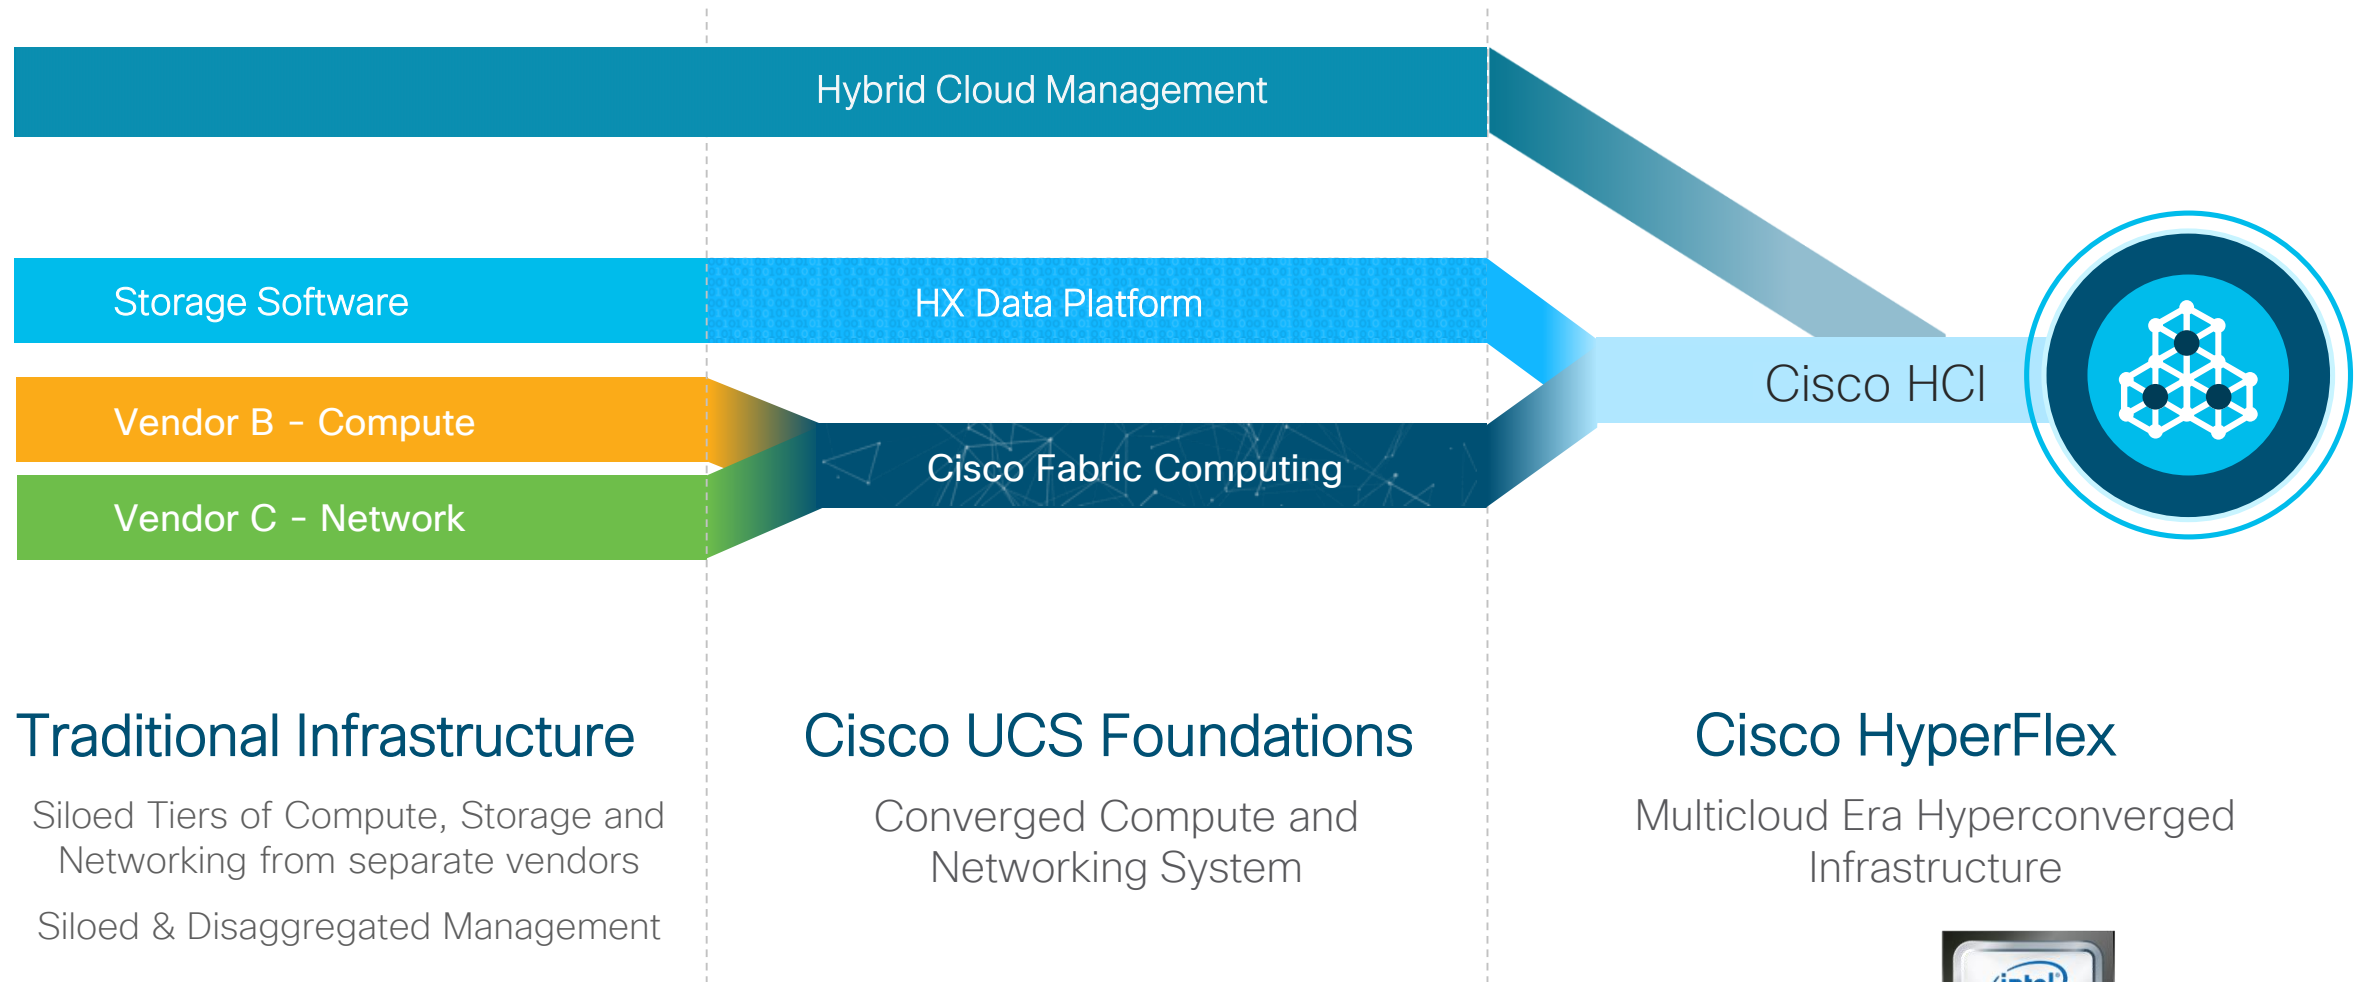 Hybrid Cloud Management
Storage Software
HX Data Platform
Cisco HCI
Vendor B - Compute
Cisco Fabric Computing
Vendor C - Network
Traditional Infrastructure
Siloed Tiers of Compute, Storage and
Networking from separate vendors
Siloed & Disaggregated Management
Cisco UCS Foundations
Converged Compute and
Networking System
Cisco HyperFlex
Multicloud Era Hyperconverged
Infrastructure
intel